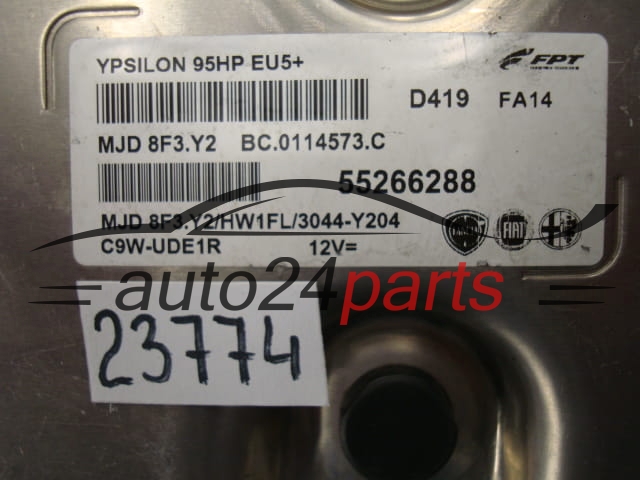 YPSILON 95HP EU5+
FPT
D419 FA14
MJD 8F3.Y2 BC.0114573.C
55266288
MJD 8F3.Y2/HW1FL/3044-Y204
FIAT
C9W-UDE1R 12V=
auto24parts
23774